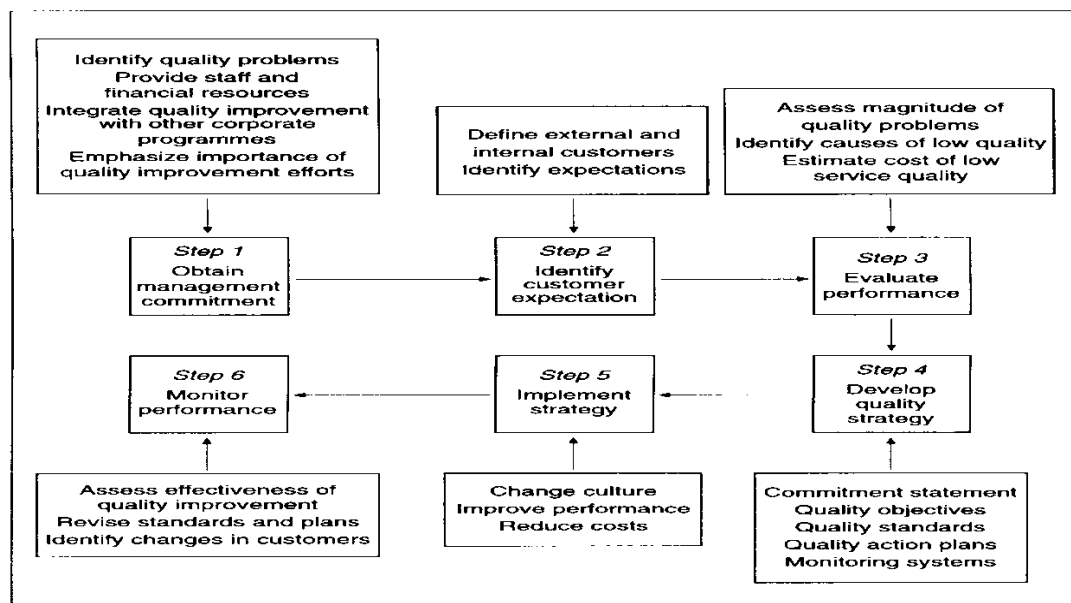 Identify quality problems
Provide staff and
financial resources
Integrate quality improvement
with other corporate
programmes
Emphasize importance of
quality improvement efforts
Define external and
internal customers
Identify expectations
Assess magnitude of
quality problems
Identify causes of low quality
Estimate cost of low
service quality
Step 1
Obtain
management
commitment
Step 2
Identify
customer
expectation
Step 3
Evaluate
performance
Step 6
Monitor
performance
Step 5
Implement
strategy
Step 4
Develop
quality
strategy
Assess effectiveness of
quality improvement
Revise standards and plans
Identify changes in customers
Change culture
Improve performance
Reduce costs
Commitment statement
Quality objectives
Quality standards
Quality action plans
Monitoring systems